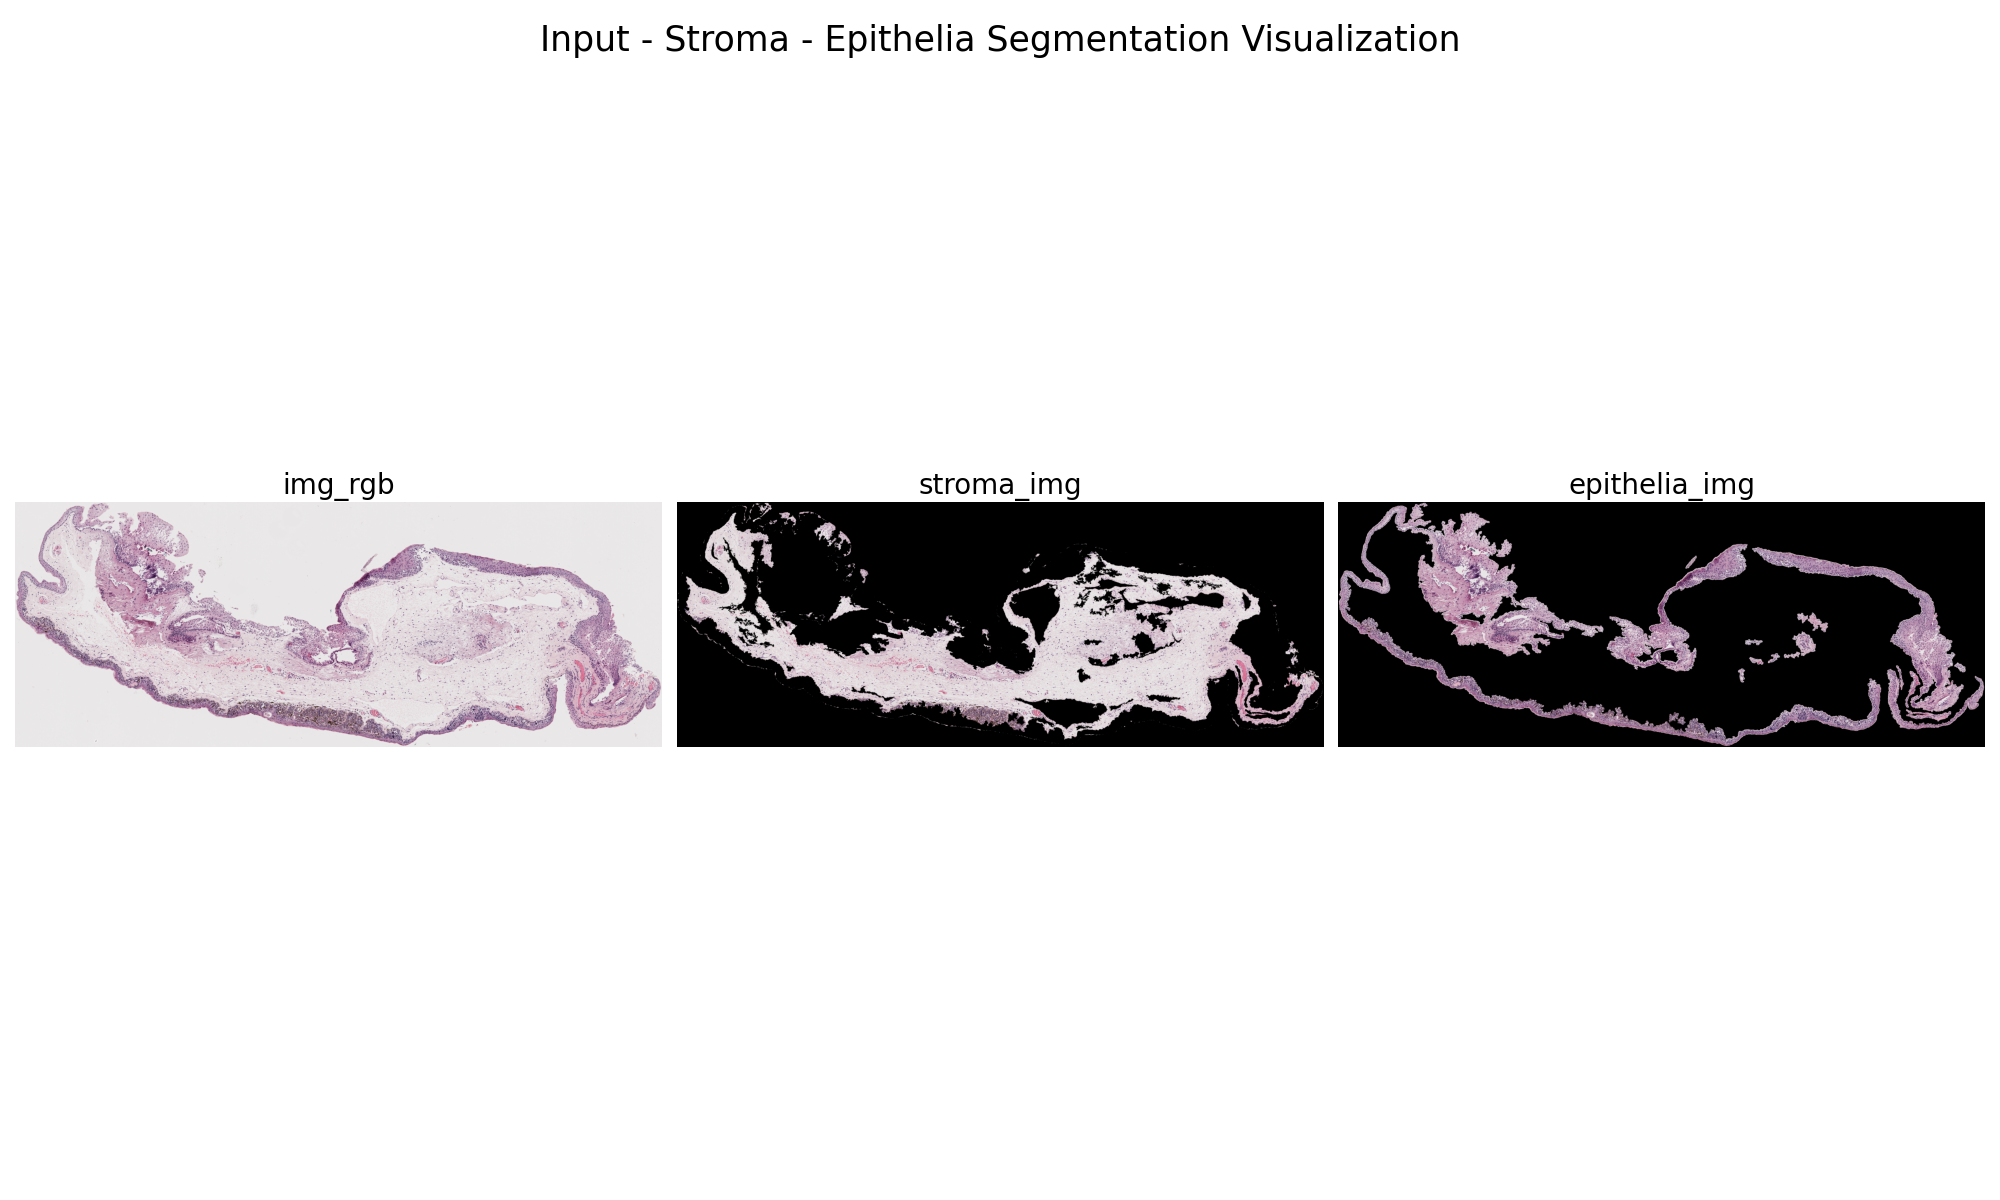 Input - Stroma - Epithelia Segmentation Visualization
img_rgb
stroma_img
epithelia_img